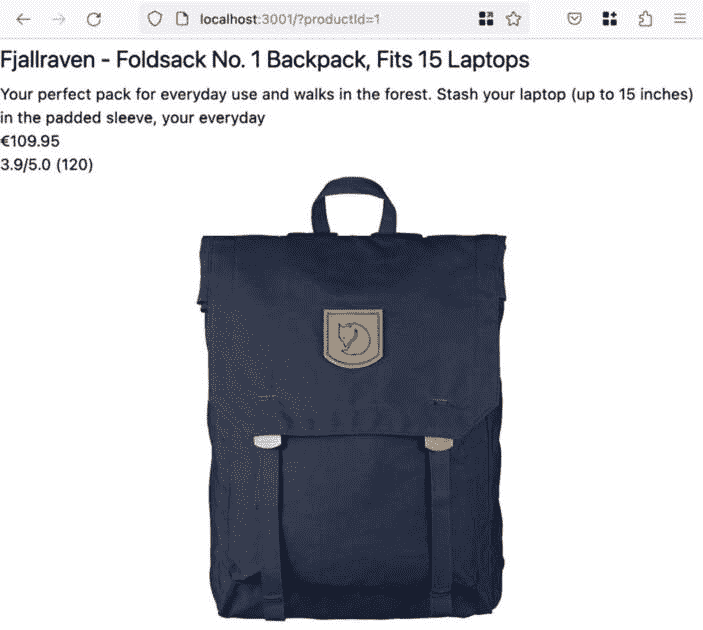 localhost:3001/?productId=1
Fjallraven - Foldsack No. 1 Backpack, Fits 15 Laptops
Your perfect pack for everyday use and walks in the forest. Stash your laptop (up to 15 inches)
in the padded sleeve, your everyday
€109.95
3.9/5.0 (120)